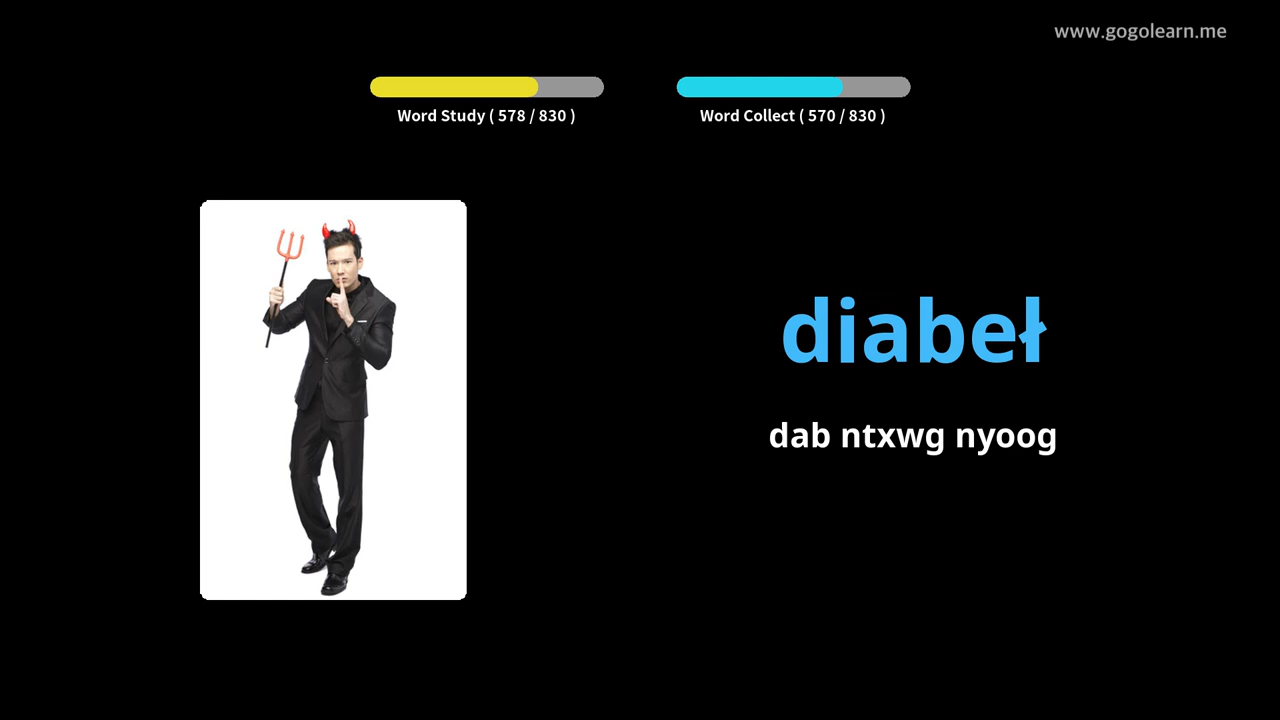 www.gogolearn.me
Word Study ( 578 / 830 )
Word Collect ( 570 / 830 )
diabeł
dab ntxwg nyoog